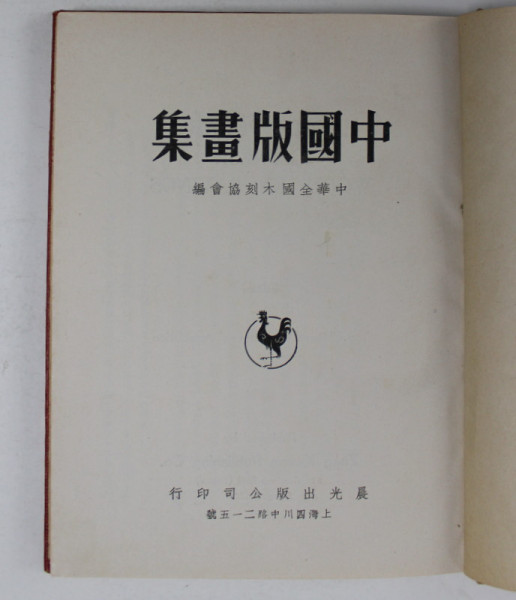 中國版畫集
中華全國木刻協會編
晨光出版公司印行
上海四川中路二一五號